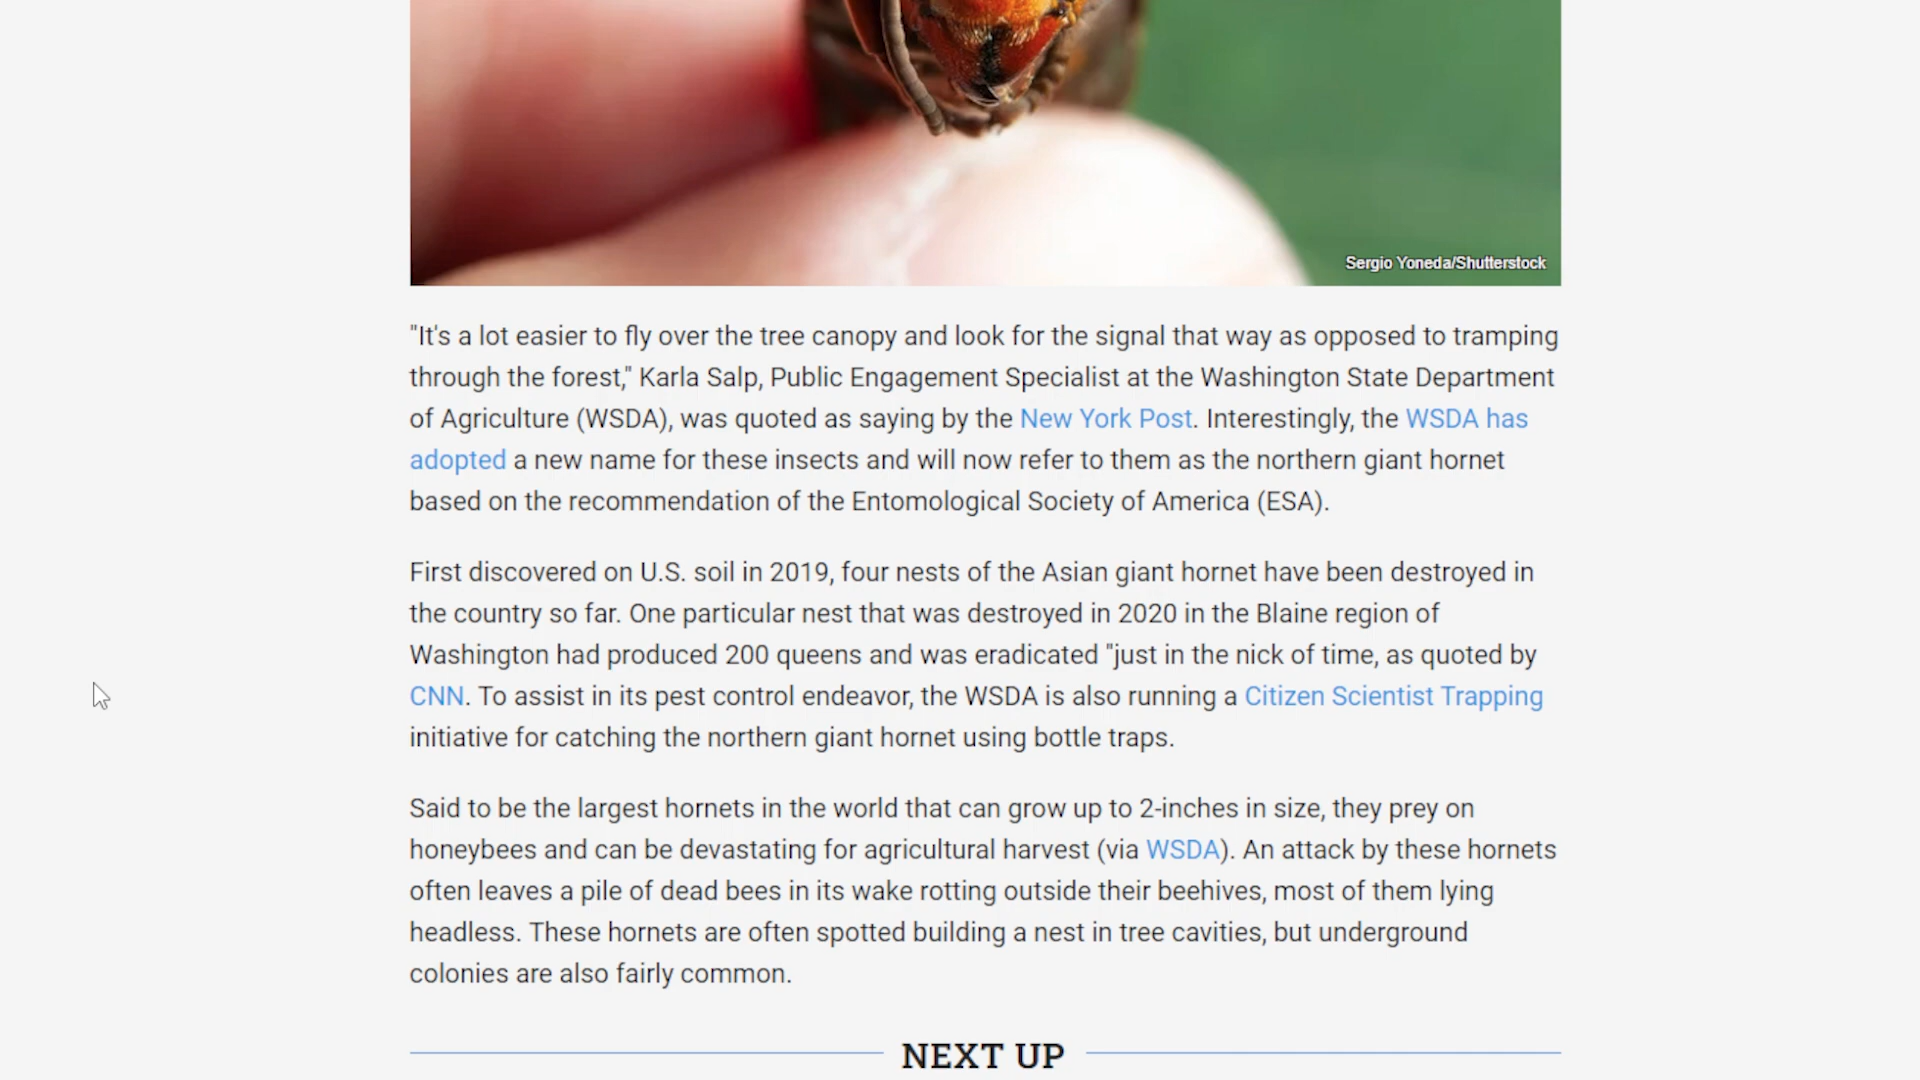 Sergio Yoneda/Shutterstock
"It's a lot easier to fly over the tree canopy and look for the signal that way as opposed to tramping
through the forest," Karla Salp, Public Engagement Specialist at the Washington State Department
of Agriculture (WSDA), was quoted as saying by the New York Post. Interestingly, the WSDA has
adopted a new name for these insects and will now refer to them as the northern giant hornet
based on the recommendation of the Entomological Society of America (ESA).
First discovered on U.S. soil in 2019, four nests of the Asian giant hornet have been destroyed in
the country so far. One particular nest that was destroyed in 2020 in the Blaine region of
Washington had produced 200 queens and was eradicated "just in the nick of time, as quoted by
CNN. To assist in its pest control endeavor, the WSDA is also running a Citizen Scientist Trapping
initiative for catching the northern giant hornet using bottle traps.
Said to be the largest hornets in the world that can grow up to 2-inches in size, they prey on
honeybees and can be devastating for agricultural harvest (via WSDA). An attack by these hornets
often leaves a pile of dead bees in its wake rotting outside their beehives, most of them lying
headless. These hornets are often spotted building a nest in tree cavities, but underground
colonies are also fairly common.
NEXT UP